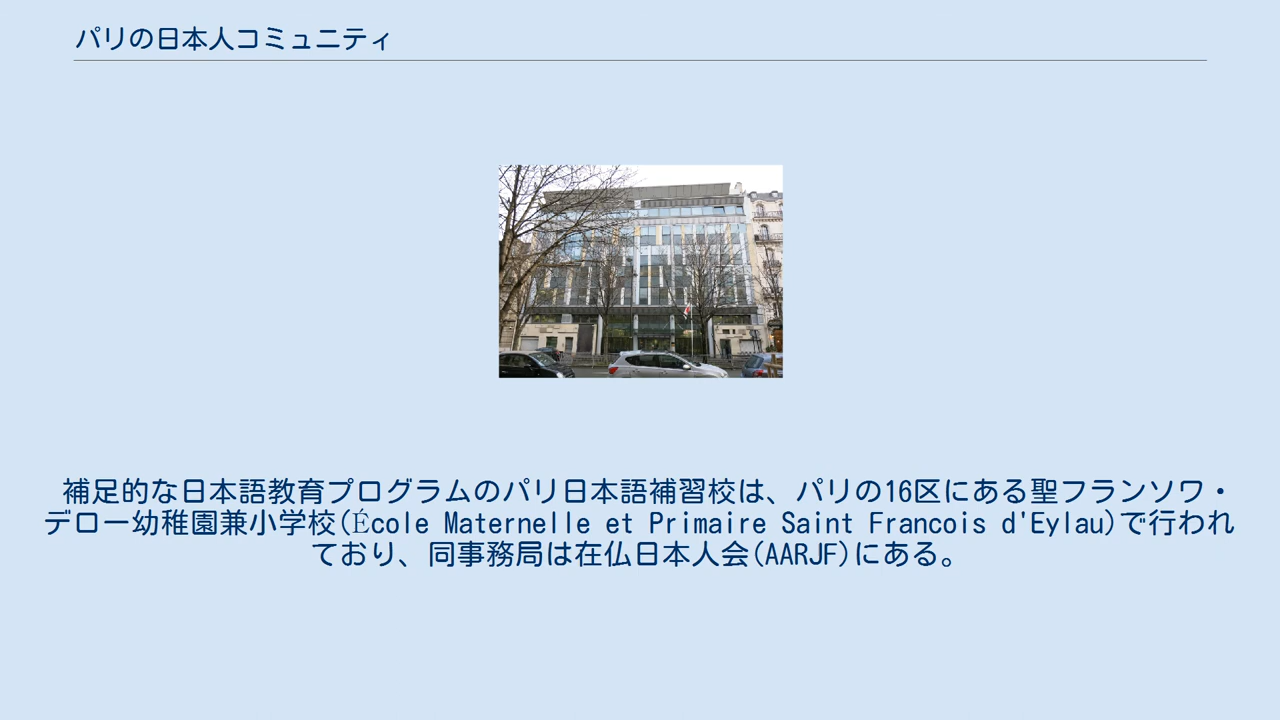 パリの日本人コミュニティ
補足的な日本語教育プログラムのパリ日本語補習校は、パリの16区にある聖フランソワ・
デロー幼稚園兼小学校(École Maternelle et Primaire Saint Francois d'Eylau)で行われ
ており、同事務局は在仏日本人会(AARJF)にある。